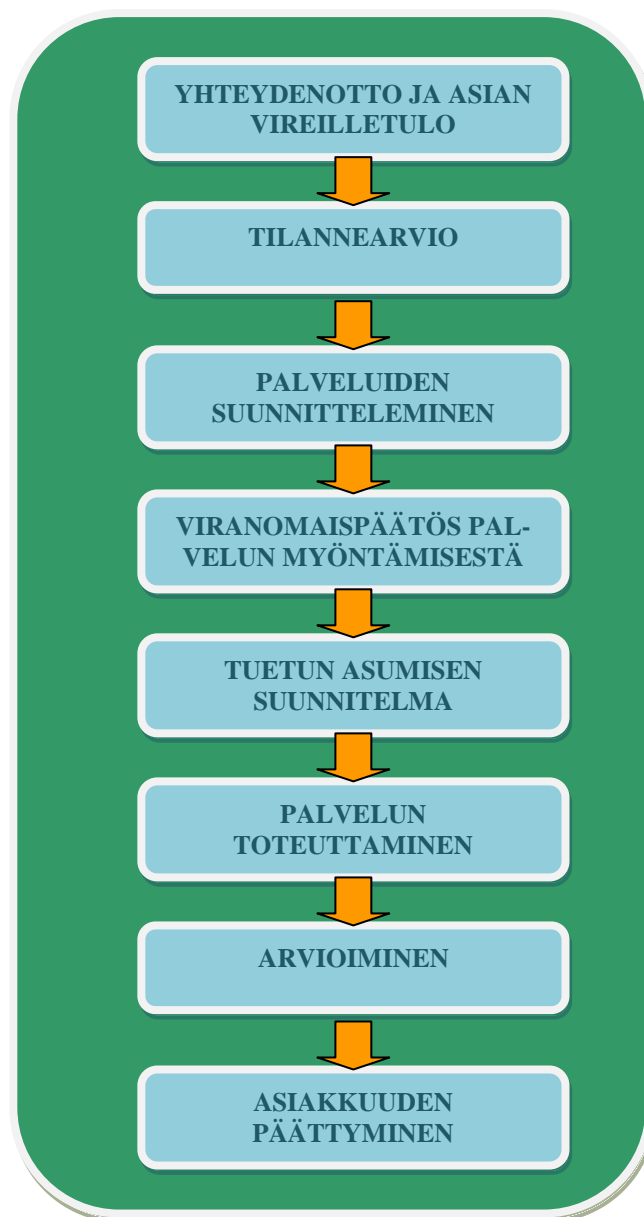 YHTEYDENOTTO JA ASIAN
VIREILLETULO
TILANNEARVIO
PALVELUIDEN
SUUNNITTELEMINEN
VIRANOMAISPÄÄTÖS PAL-
VELUN MYÖNTÄMISESTÄ
TUETUN ASUMISEN
SUUNNITELMA
PALVELUN
TOTEUTTAMINEN
ARVIOIMINEN
ASIAKKUUDEN
PÄÄTTYMINEN